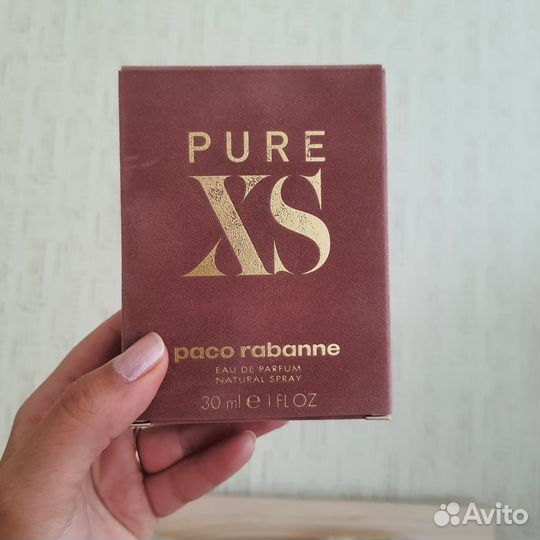 PURE
XS
paco rabanne
EAU DE PARFUM
NATURAL SPRAY
30 ml e 1 FL OZ
Avito